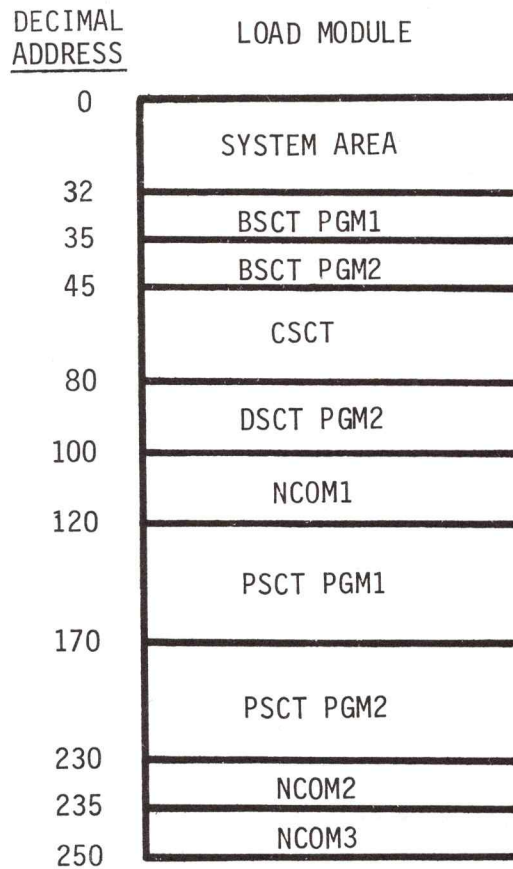 DECIMAL
ADDRESS
LOAD MODULE
0
SYSTEM AREA
32
BSCT PGM1
35
BSCT PGM2
45
CSCT
80
DSCT PGM2
100
NCOM1
120
PSCT PGM1
170
PSCT PGM2
230
NCOM2
235
NCOM3
250